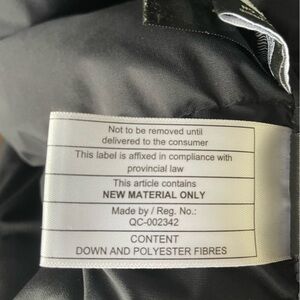 Not to be removed until
delivered to the consumer
This label is affixed in compliance with
provincial law
This article contains
NEW MATERIAL ONLY
Made by / Reg. No.:
QC-002342
CONTENT
DOWN AND POLYESTER FIBRES